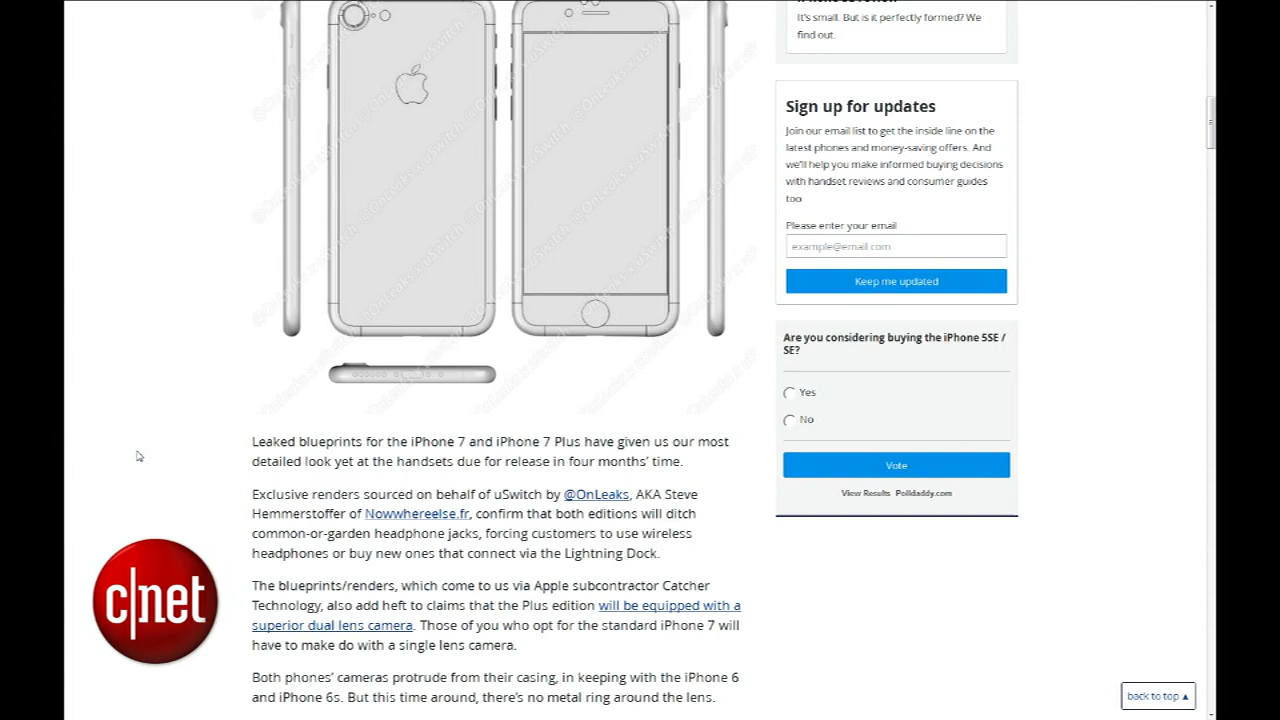 It's small. But is it perfectly formed? We
find out.
Sign up for updates
Join our email list to get the inside line on the
latest phones and money-saving offers. And
we'll help you make informed buying decisions
with handset reviews and consumer guides
too
Please enter your email
example@email.com
Keep me updated
Are you considering buying the iPhone 5SE /
SE?
Yes
No
Vote
View Results Polldaddy.com
@OnLeaks x uSwitch
Leaked blueprints for the iPhone 7 and iPhone 7 Plus have given us our most
detailed look yet at the handsets due for release in four months' time.
Exclusive renders sourced on behalf of uSwitch by @OnLeaks, AKA Steve
Hemmerstoffer of Nowwhereelse.fr, confirm that both editions will ditch
common-or-garden headphone jacks, forcing customers to use wireless
headphones or buy new ones that connect via the Lightning Dock.
The blueprints/renders, which come to us via Apple subcontractor Catcher
Technology, also add heft to claims that the Plus edition will be equipped with a
superior dual lens camera. Those of you who opt for the standard iPhone 7 will
have to make do with a single lens camera.
Both phones' cameras protrude from their casing, in keeping with the iPhone 6
and iPhone 6s. But this time around, there's no metal ring around the lens.
c|net
back to top ▲